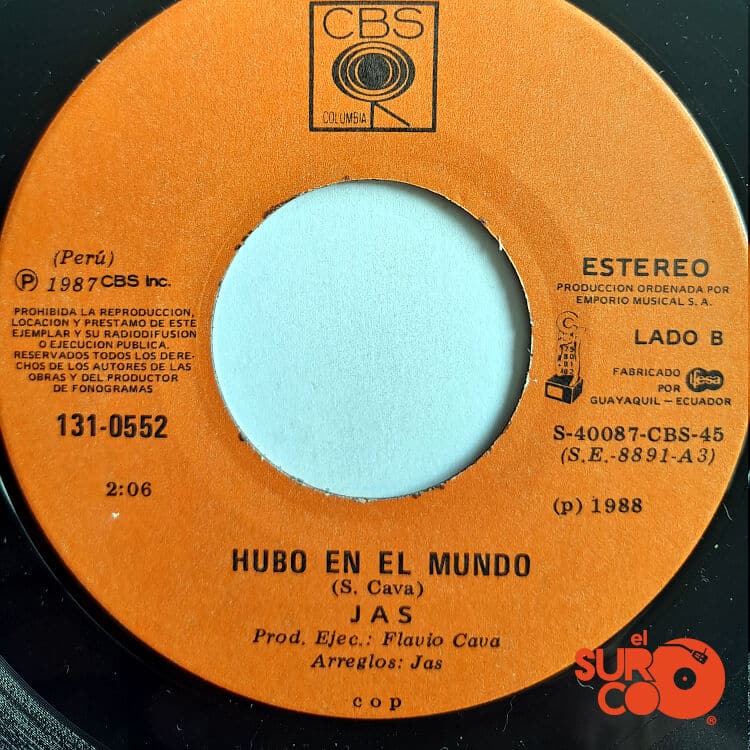 CBS
COLUMBIA
(Perú)
Ⓟ 1987 CBS Inc.
PROHIBIDA LA REPRODUCCION,
LOCACION Y PRESTAMO DE ESTE
EJEMPLAR Y SU RADIODIFUSION
O EJECUCION PUBLICA.
RESERVADOS TODOS LOS DERE-
CHOS DE LOS AUTORES DE LAS
OBRAS Y DEL PRODUCTOR
DE FONOGRAMAS
131-0552
2:06
ESTEREO
PRODUCCION ORDENADA POR
EMPORIO MUSICAL S.A.
LADO B
FABRICADO
POR
fesa
GUAYAQUIL – ECUADOR
S-40087-CBS-45
(S.E.-8891-A3)
(p) 1988
HUBO EN EL MUNDO
(S. Cava)
JAS
Prod. Ejec.: Flavio Cava
Arreglos: Jas
cop
el
SUR
CO
®